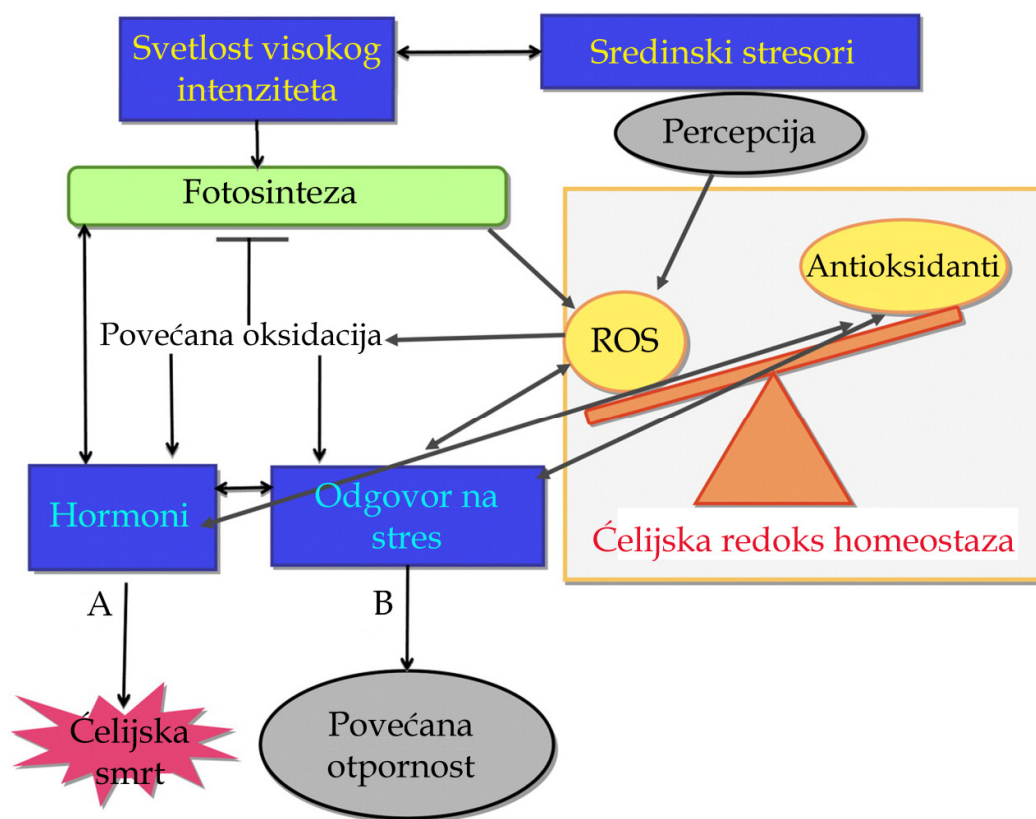 Svetlost visokog
intenziteta
Sredinski stresori
Percepcija
Fotosinteza
Antioksidanti
ROS
Povećana oksidacija
Hormoni
Odgovor na
stres
Ćelijska redoks homeostaza
A
B
Ćelijska
smrt
Povećana
otpornost